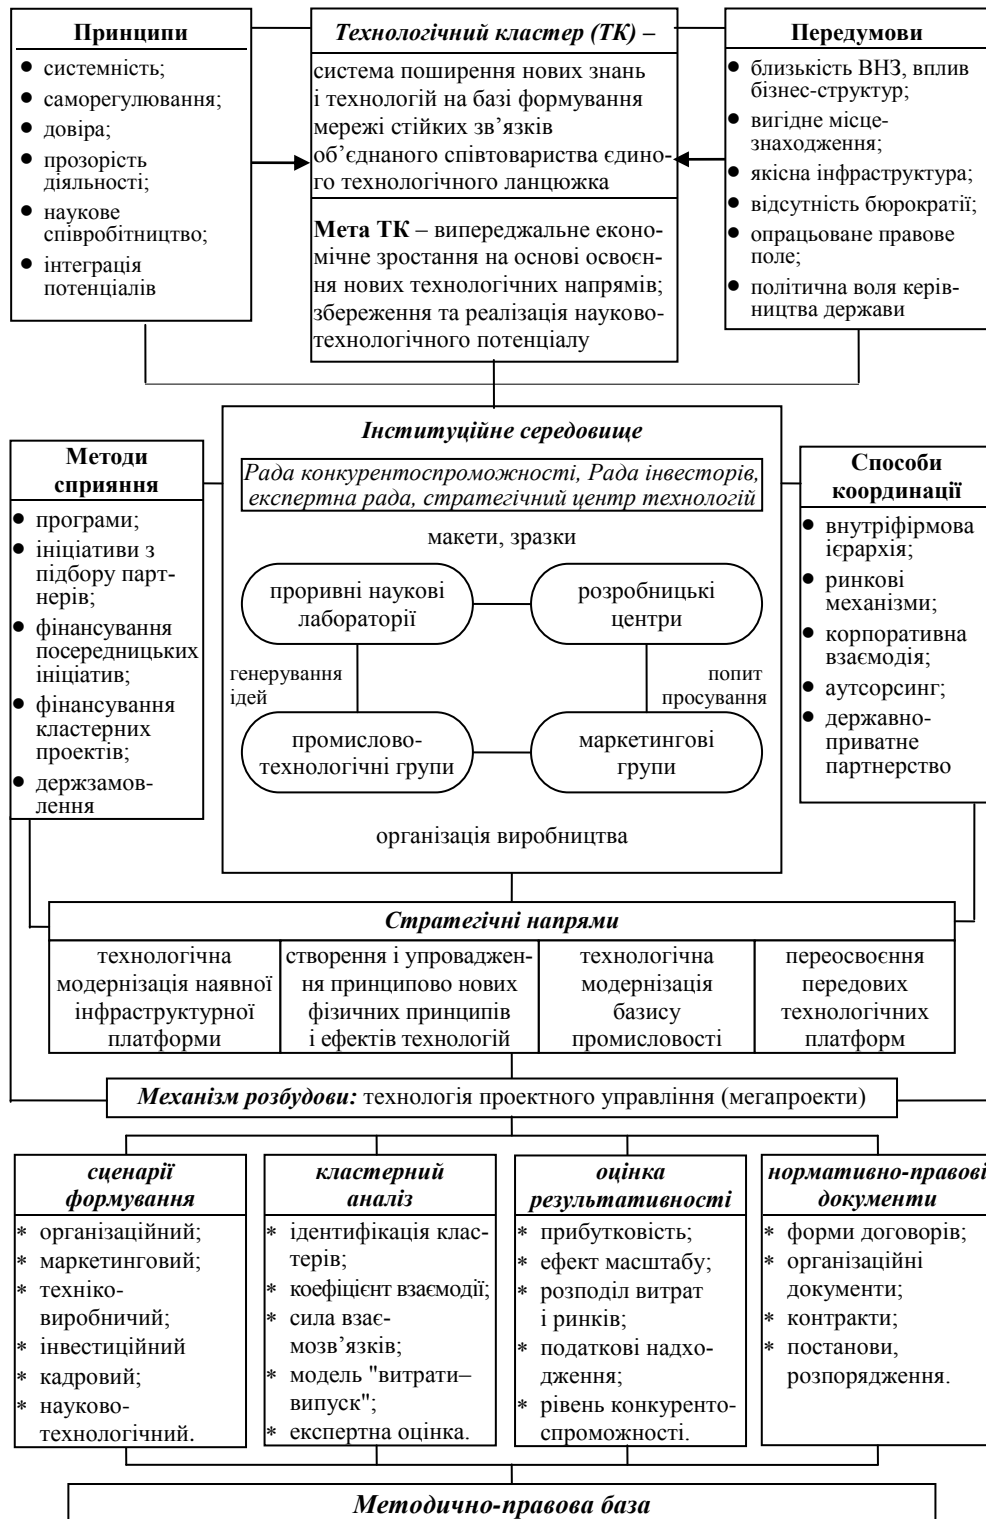 Принципи
● системність;
● саморегулювання;
● довіра;
● прозорість
діяльності;
● наукове
співробітництво;
● інтеграція
потенціалів
Технологічний кластер (ТК) –
система поширення нових знань
і технологій на базі формування
мережі стійких зв’язків
об’єднаного співтовариства єдино-
го технологічного ланцюжка
Мета ТК – випереджальне еконо-
мічне зростання на основі освоєн-
ня нових технологічних напрямів;
збереження та реалізація науково-
технологічного потенціалу
Передумови
● близькість ВНЗ, вплив
бізнес-структур;
● вигідне місце-
знаходження;
● якісна інфраструктура;
● відсутність бюрократії;
● опрацьоване правове
поле;
● політична воля керів-
ництва держави
Методи
сприяння
● програми;
● ініціативи з
підбору парт-
нерів;
● фінансування
посередницьких
ініціатив;
● фінансування
кластерних
проектів;
● держзамов-
лення
Інституційне середовище
Рада конкурентоспроможності, Рада інвесторів,
експертна рада, стратегічний центр технологій
макети, зразки
проривні наукові
лабораторії
розробницькі
центри
генерування
ідей
попит
просування
промислово-
технологічні групи
маркетингові
групи
організація виробництва
Способи
координації
● внутріфірмова
ієрархія;
● ринкові
механізми;
● корпоративна
взаємодія;
● аутсорсинг;
● державно-
приватне
партнерство
Стратегічні напрями
технологічна
модернізація наявної
інфраструктурної
платформи
створення і упроваджен-
ня принципово нових
фізичних принципів
і ефектів технологій
технологічна
модернізація
базису
промисловості
переосвоєння
передових
технологічних
платформ
Механізм розбудови: технологія проектного управління (мегапроекти)
сценарії
формування
* організаційний;
* маркетинговий;
* техніко-
виробничий;
* інвестиційний
* кадровий;
* науково-
технологічний.
кластерний
аналіз
* ідентифікація клас-
терів;
* коефіцієнт взаємодії;
* сила взає-
мозв’язків;
* модель "витрати–
випуск";
* експертна оцінка.
оцінка
результативності
* прибутковість;
* ефект масштабу;
* розподіл витрат
і ринків;
* податкові надхо-
дження;
* рівень конкуренто-
спроможності.
нормативно-правові
документи
* форми договорів;
* організаційні
документи;
* контракти;
* постанови,
розпорядження.
Методично-правова база